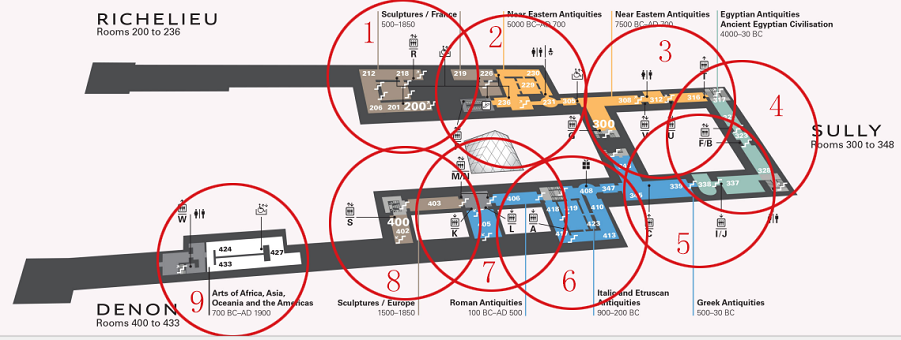 RICHELIEU
Rooms 200 to 236
Sculptures / France
500–1850
Near Eastern Antiquities
5000 BC–AD 700
Near Eastern Antiquities
7500 BC–AD 700
Egyptian Antiquities
Ancient Egyptian Civilisation
4000–30 BC
1
2
3
4
R
T
212
218
219
226
230
229
236
231
305
308
312
316
317
206
201
200
300
G
V
U
F/B
SULLY
Rooms 300 to 348
M/N
328
S
403
400
402
406
408
347
338
337
418
419
410
423
413
K
L
A
C
I/J
W
424
433
427
5
6
7
8
9
Arts of Africa, Asia,
Oceania and the Americas
700 BC–AD 1900
DENON
Rooms 400 to 433
Sculptures / Europe
1500–1850
Roman Antiquities
100 BC–AD 500
Italic and Etruscan
Antiquities
900–200 BC
Greek Antiquities
500–30 BC